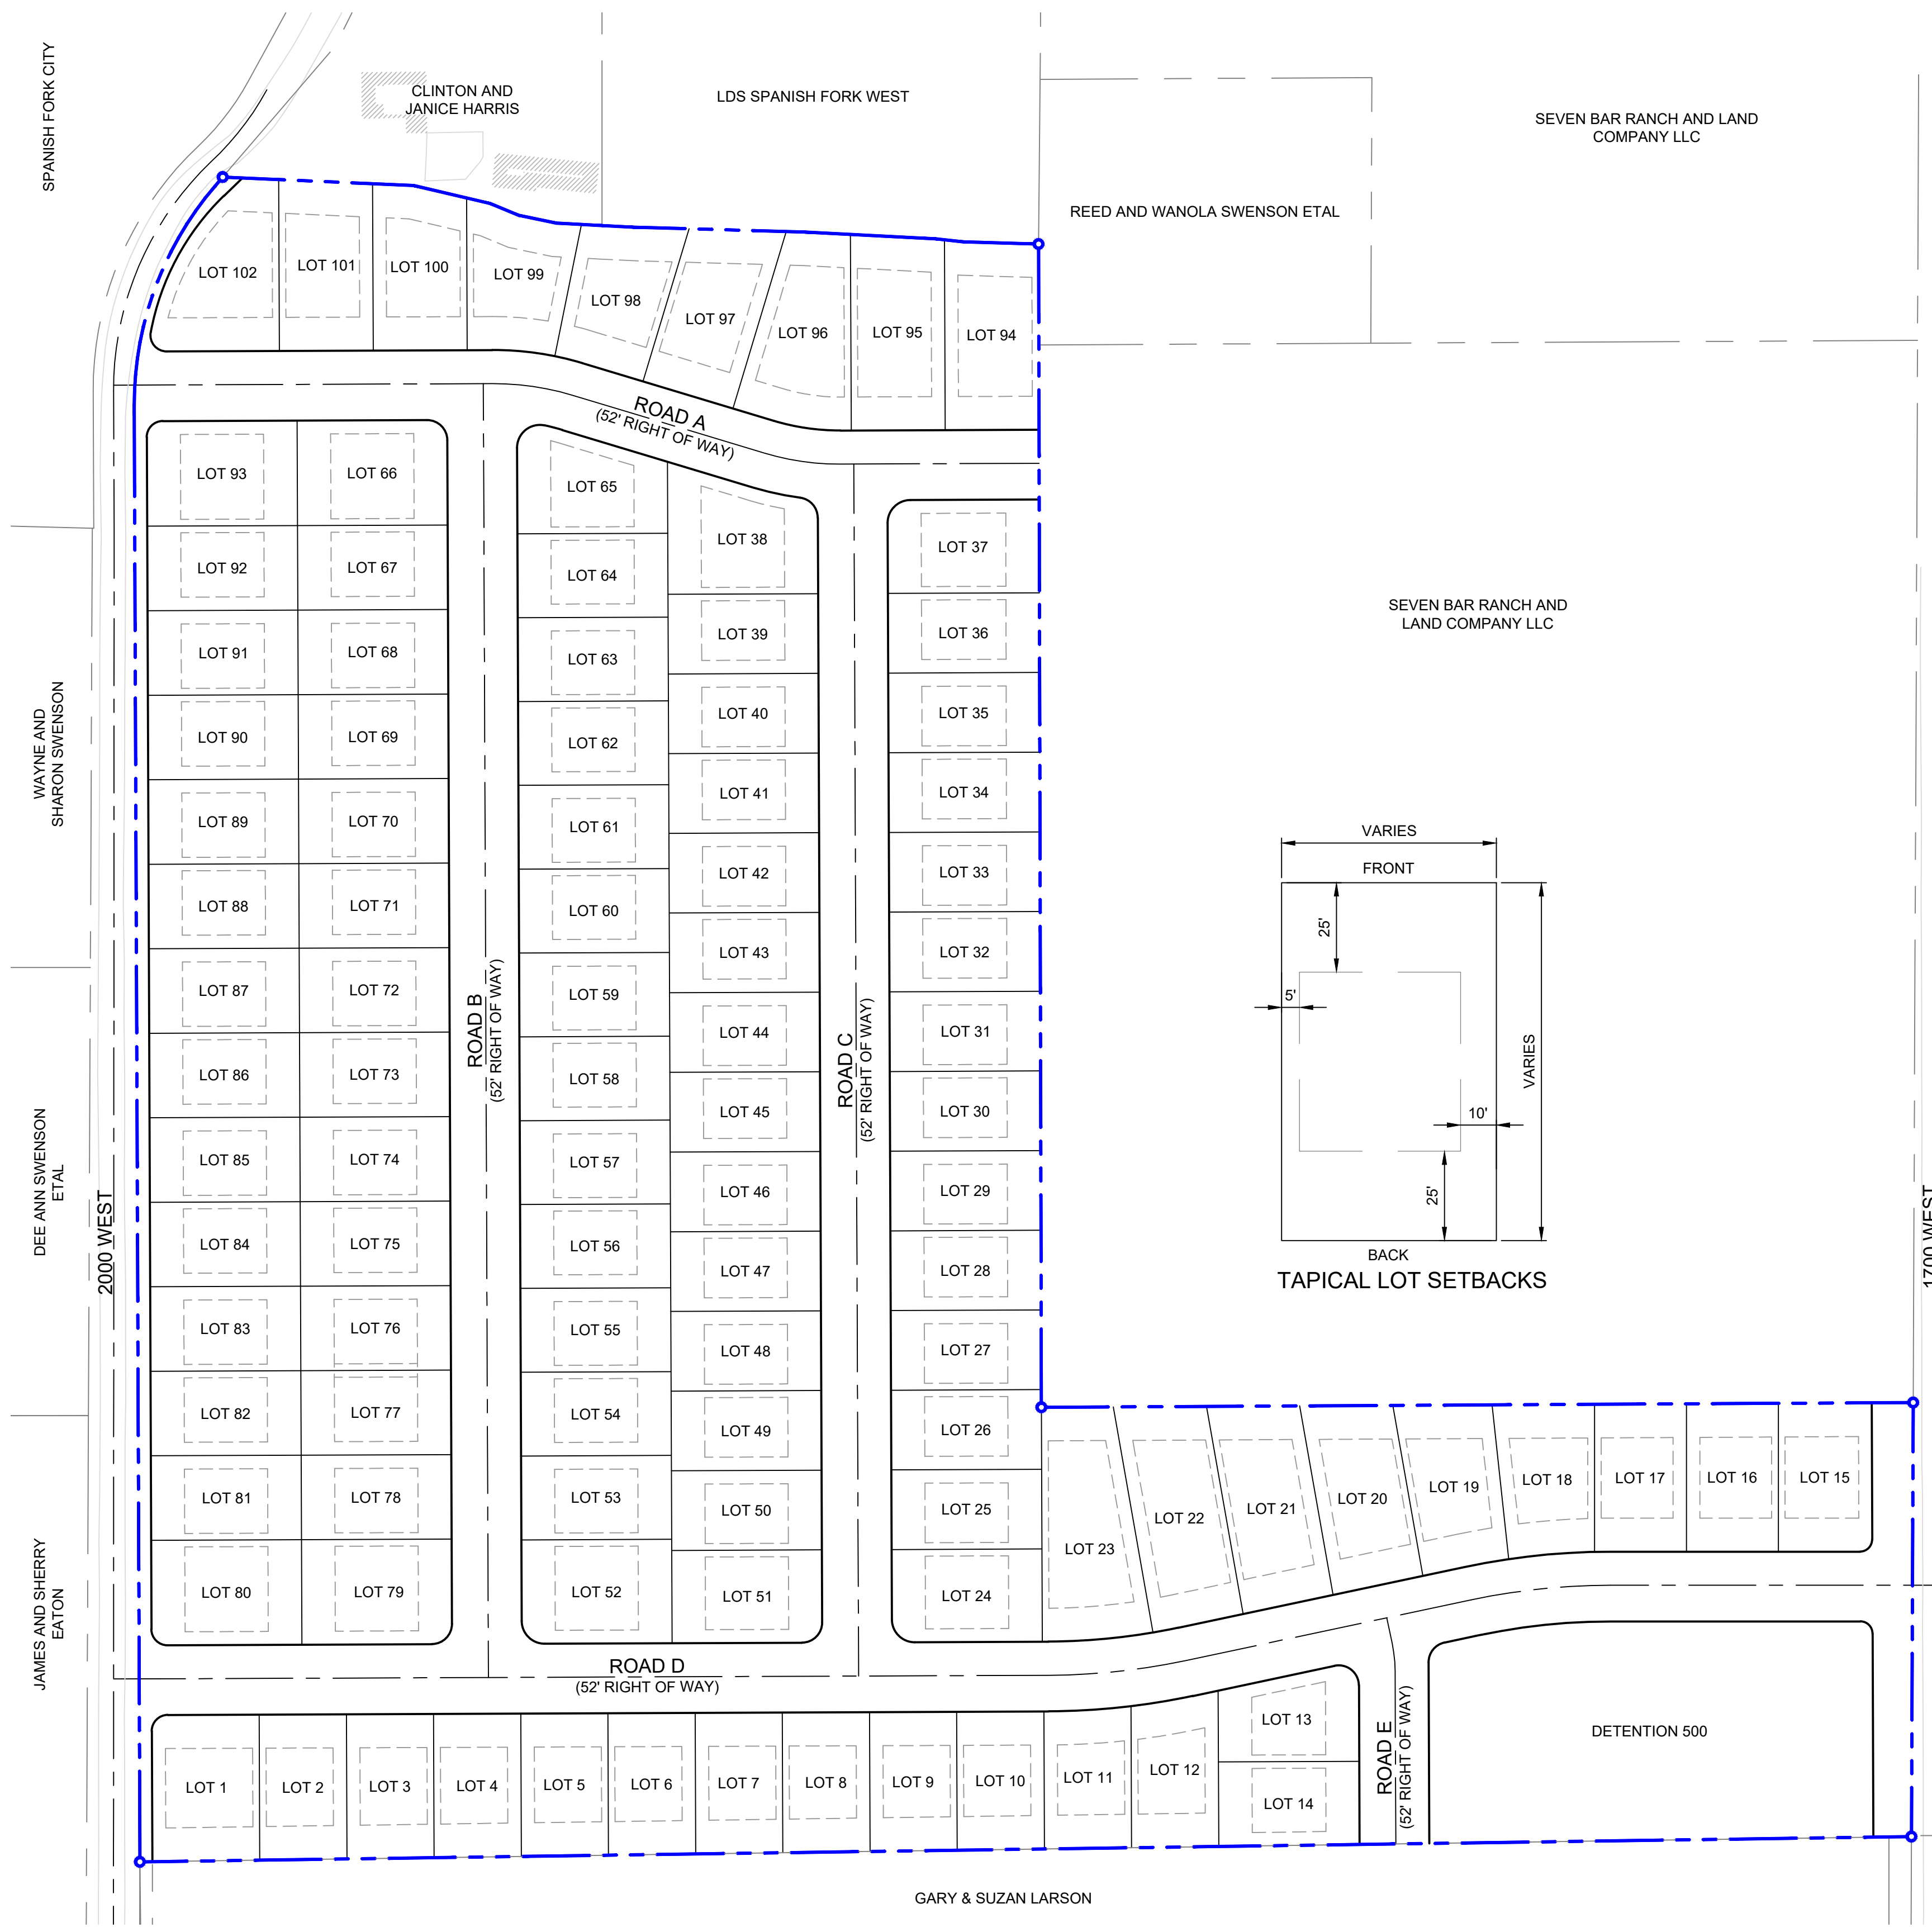 SPANISH FORK CITY
CLINTON AND
JANICE HARRIS
LDS SPANISH FORK WEST
SEVEN BAR RANCH AND LAND
COMPANY LLC
REED AND WANOLA SWENSON ETAL
LOT 102
LOT 101
LOT 100
LOT 99
LOT 98
LOT 97
LOT 96
LOT 95
LOT 94
ROAD A
(52' RIGHT OF WAY)
LOT 93
LOT 92
LOT 91
LOT 90
LOT 89
LOT 88
LOT 87
LOT 86
LOT 85
LOT 84
LOT 83
LOT 82
LOT 81
LOT 80
LOT 66
LOT 67
LOT 68
LOT 69
LOT 70
LOT 71
LOT 72
LOT 73
LOT 74
LOT 75
LOT 76
LOT 77
LOT 78
LOT 79
ROAD B
(52' RIGHT OF WAY)
LOT 65
LOT 64
LOT 63
LOT 62
LOT 61
LOT 60
LOT 59
LOT 58
LOT 57
LOT 56
LOT 55
LOT 54
LOT 53
LOT 52
LOT 38
LOT 39
LOT 40
LOT 41
LOT 42
LOT 43
LOT 44
LOT 45
LOT 46
LOT 47
LOT 48
LOT 49
LOT 50
LOT 51
ROAD C
(52' RIGHT OF WAY)
LOT 37
LOT 36
LOT 35
LOT 34
LOT 33
LOT 32
LOT 31
LOT 30
LOT 29
LOT 28
LOT 27
LOT 26
LOT 25
LOT 24
WAYNE AND
SHARON SWENSON
DEE ANN SWENSON
ETAL
2000 WEST
JAMES AND SHERRY
EATON
SEVEN BAR RANCH AND
LAND COMPANY LLC
VARIES
FRONT
25'
5'
VARIES
10'
25'
BACK
TAPICAL LOT SETBACKS
1700 WEST
LOT 23
LOT 22
LOT 21
LOT 20
LOT 19
LOT 18
LOT 17
LOT 16
LOT 15
ROAD D
(52' RIGHT OF WAY)
LOT 1
LOT 2
LOT 3
LOT 4
LOT 5
LOT 6
LOT 7
LOT 8
LOT 9
LOT 10
LOT 11
LOT 12
LOT 13
LOT 14
ROAD E
(52' RIGHT OF WAY)
DETENTION 500
GARY & SUZAN LARSON